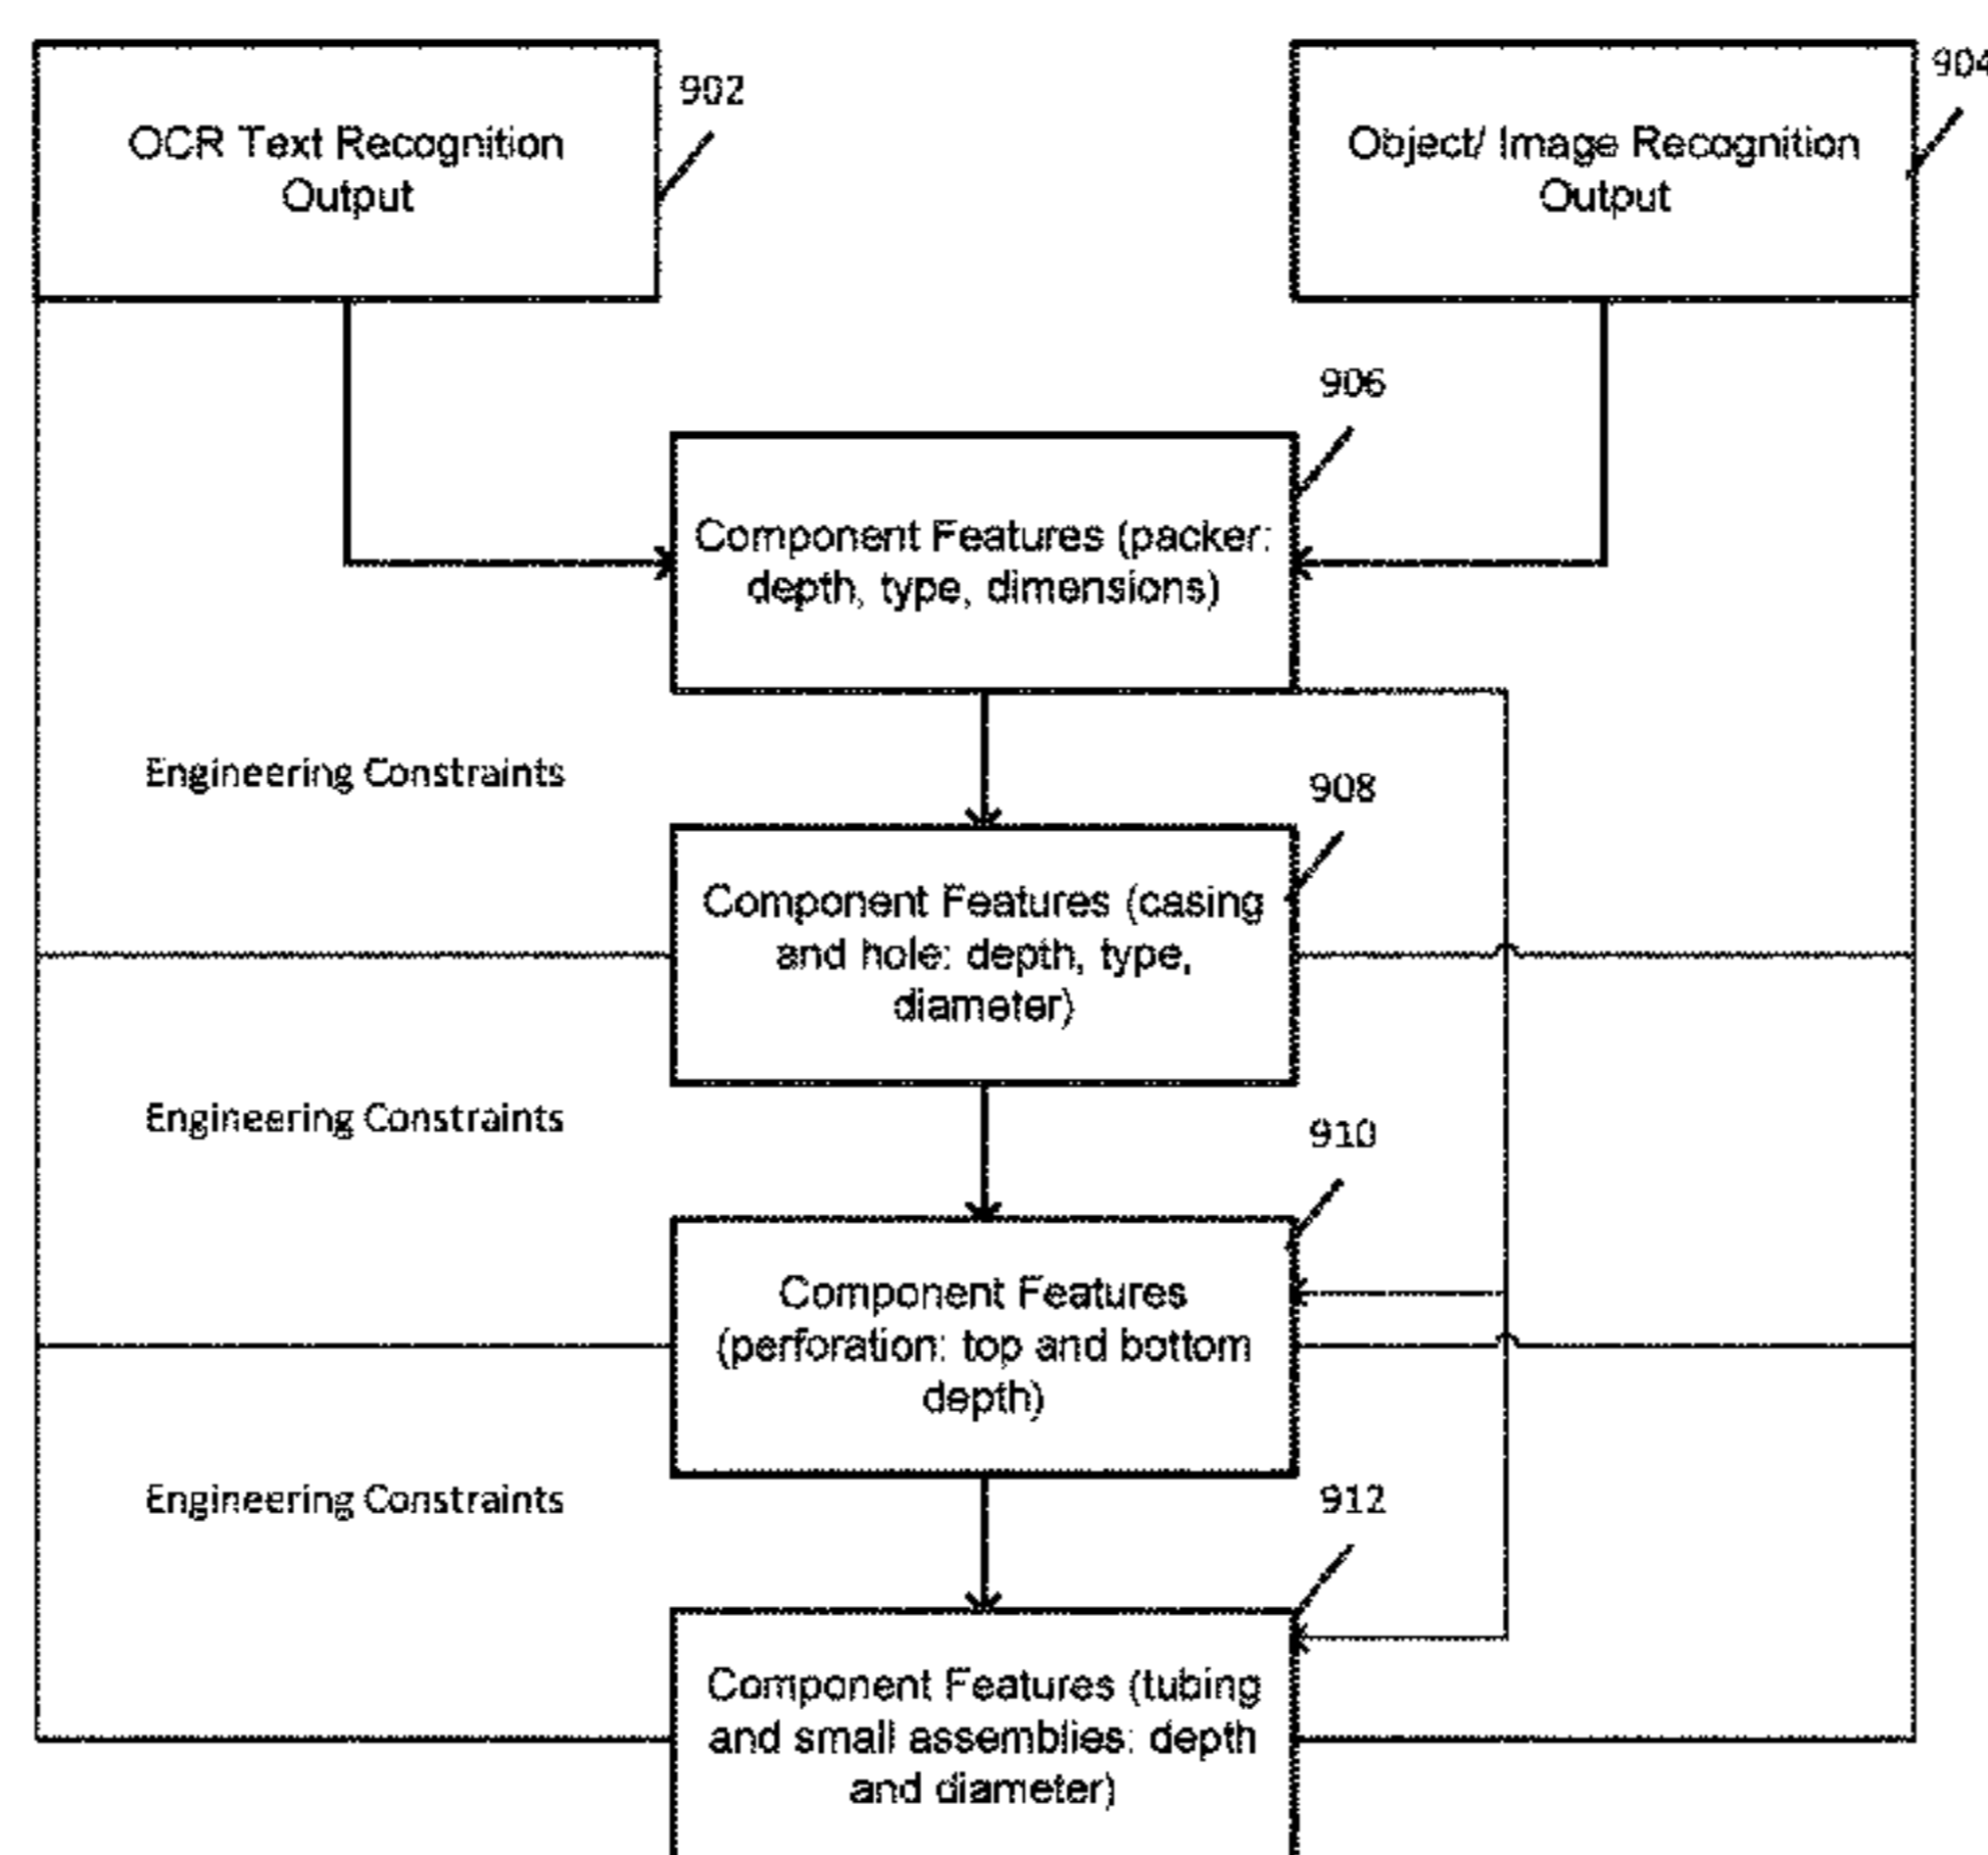 902
904
OCR Text Recognition
Output
Object/ Image Recognition
Output
906
Component Features (packer:
depth, type, dimensions)
Engineering Constraints
908
Component Features (casing
and hole: depth, type,
diameter)
Engineering Constraints
910
Component Features
(perforation: top and bottom
depth)
Engineering Constraints
912
Component Features (tubing
and small assemblies: depth
and diameter)